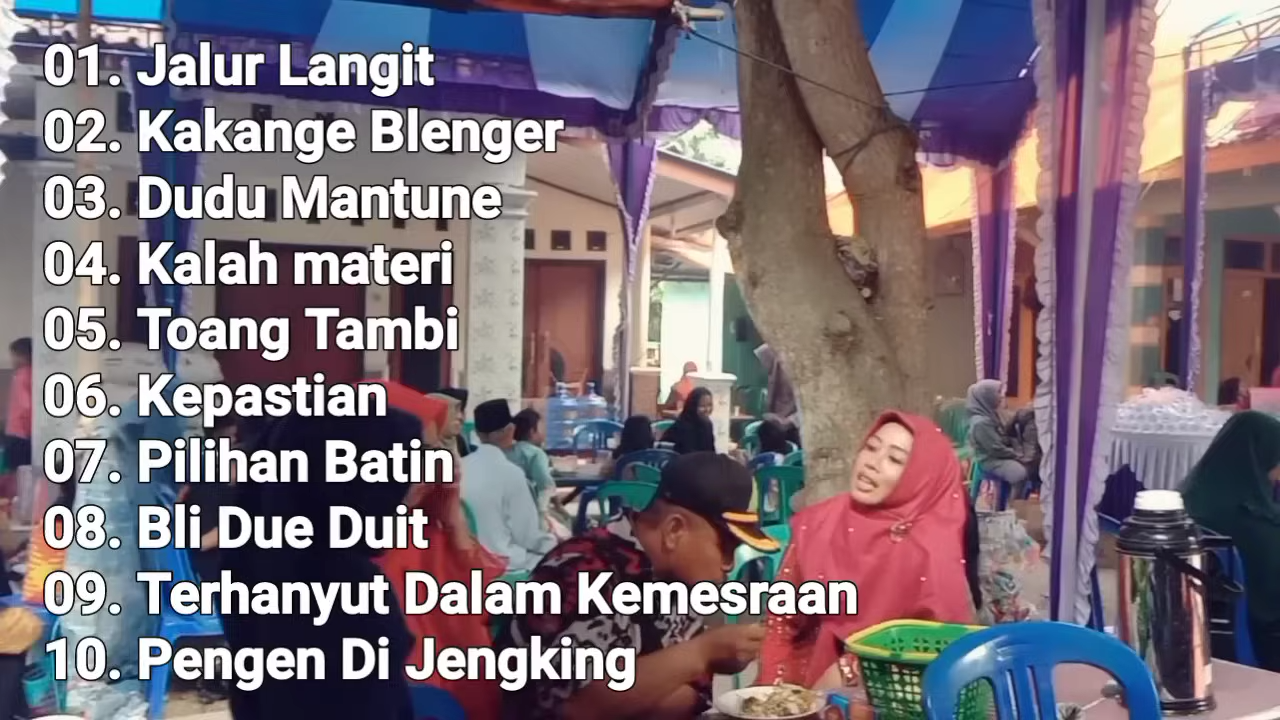 01. Jalur Langit
02. Kakange Blenger
03. Dudu Mantune
04. Kalah materi
05. Toang Tambi
06. Kepastian
07. Pilihan Batin
08. Bli Due Duit
09. Terhanyut Dalam Kemesraan
10. Pengen Di Jengking